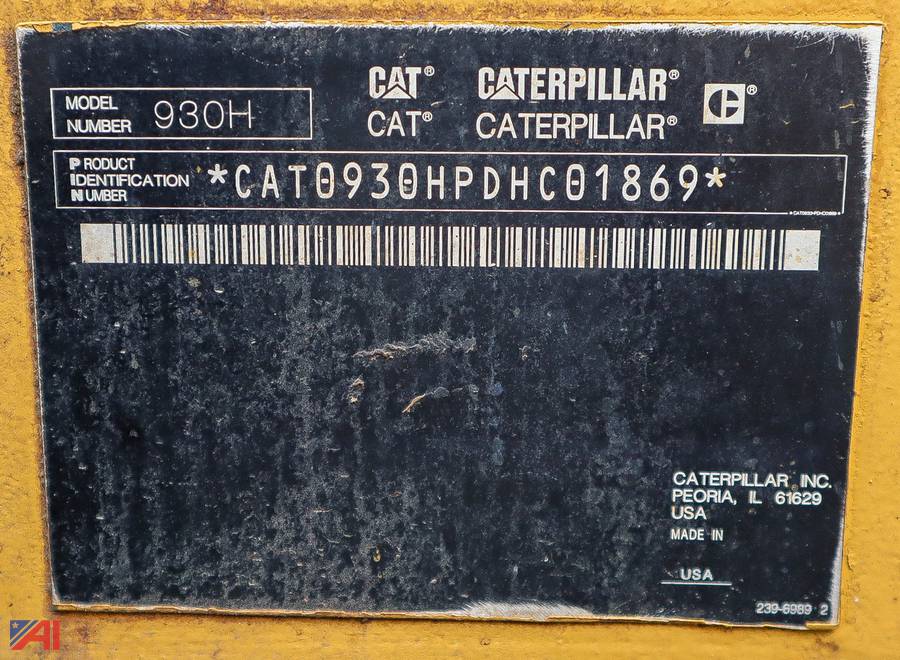 CAT® CATERPILLAR®
CAT® CATERPILLAR®
MODEL NUMBER 930H
PRODUCT IDENTIFICATION NUMBER *CAT0930HPDHC01869*
CATERPILLAR INC.
PEORIA, IL 61629
USA
MADE IN
USA
239-6989 2
AI